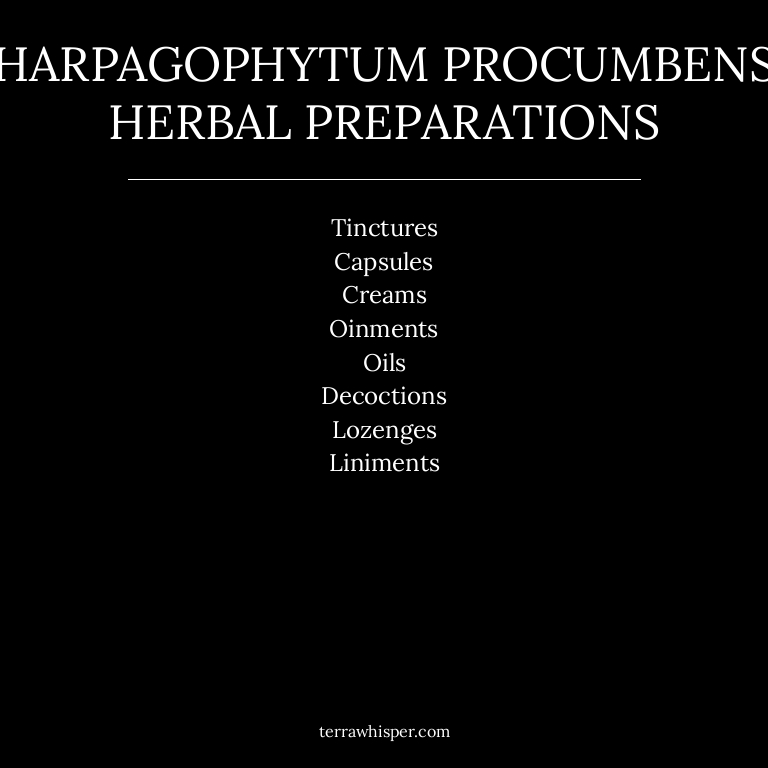 HARPAGOPHYTUM PROCUMBENS
HERBAL PREPARATIONS
Tinctures
Capsules
Creams
Oinments
Oils
Decoctions
Lozenges
Liniments
terrawhisper.com